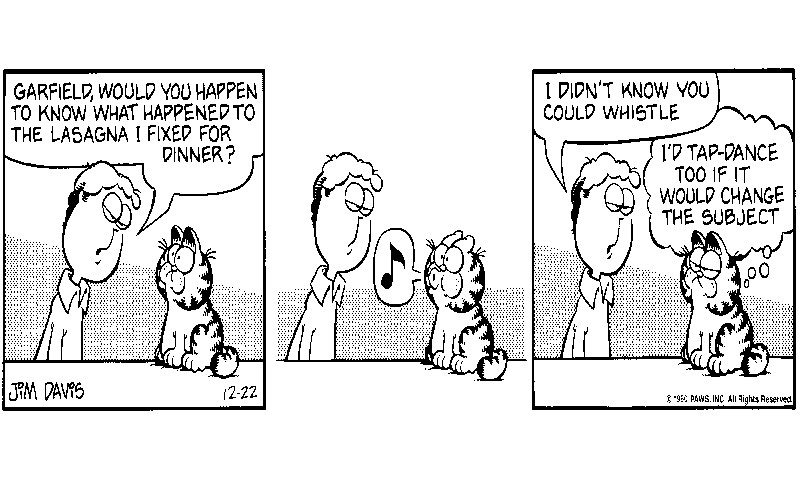 GARFIELD, WOULD YOU HAPPEN
TO KNOW WHAT HAPPENED TO
THE LASAGNA I FIXED FOR
DINNER?
JIM DAVIS
12-22
I DIDN'T KNOW YOU
COULD WHISTLE
I'D TAP-DANCE
TOO IF IT
WOULD CHANGE
THE SUBJECT
© PAWS, INC. All Rights Reserved.